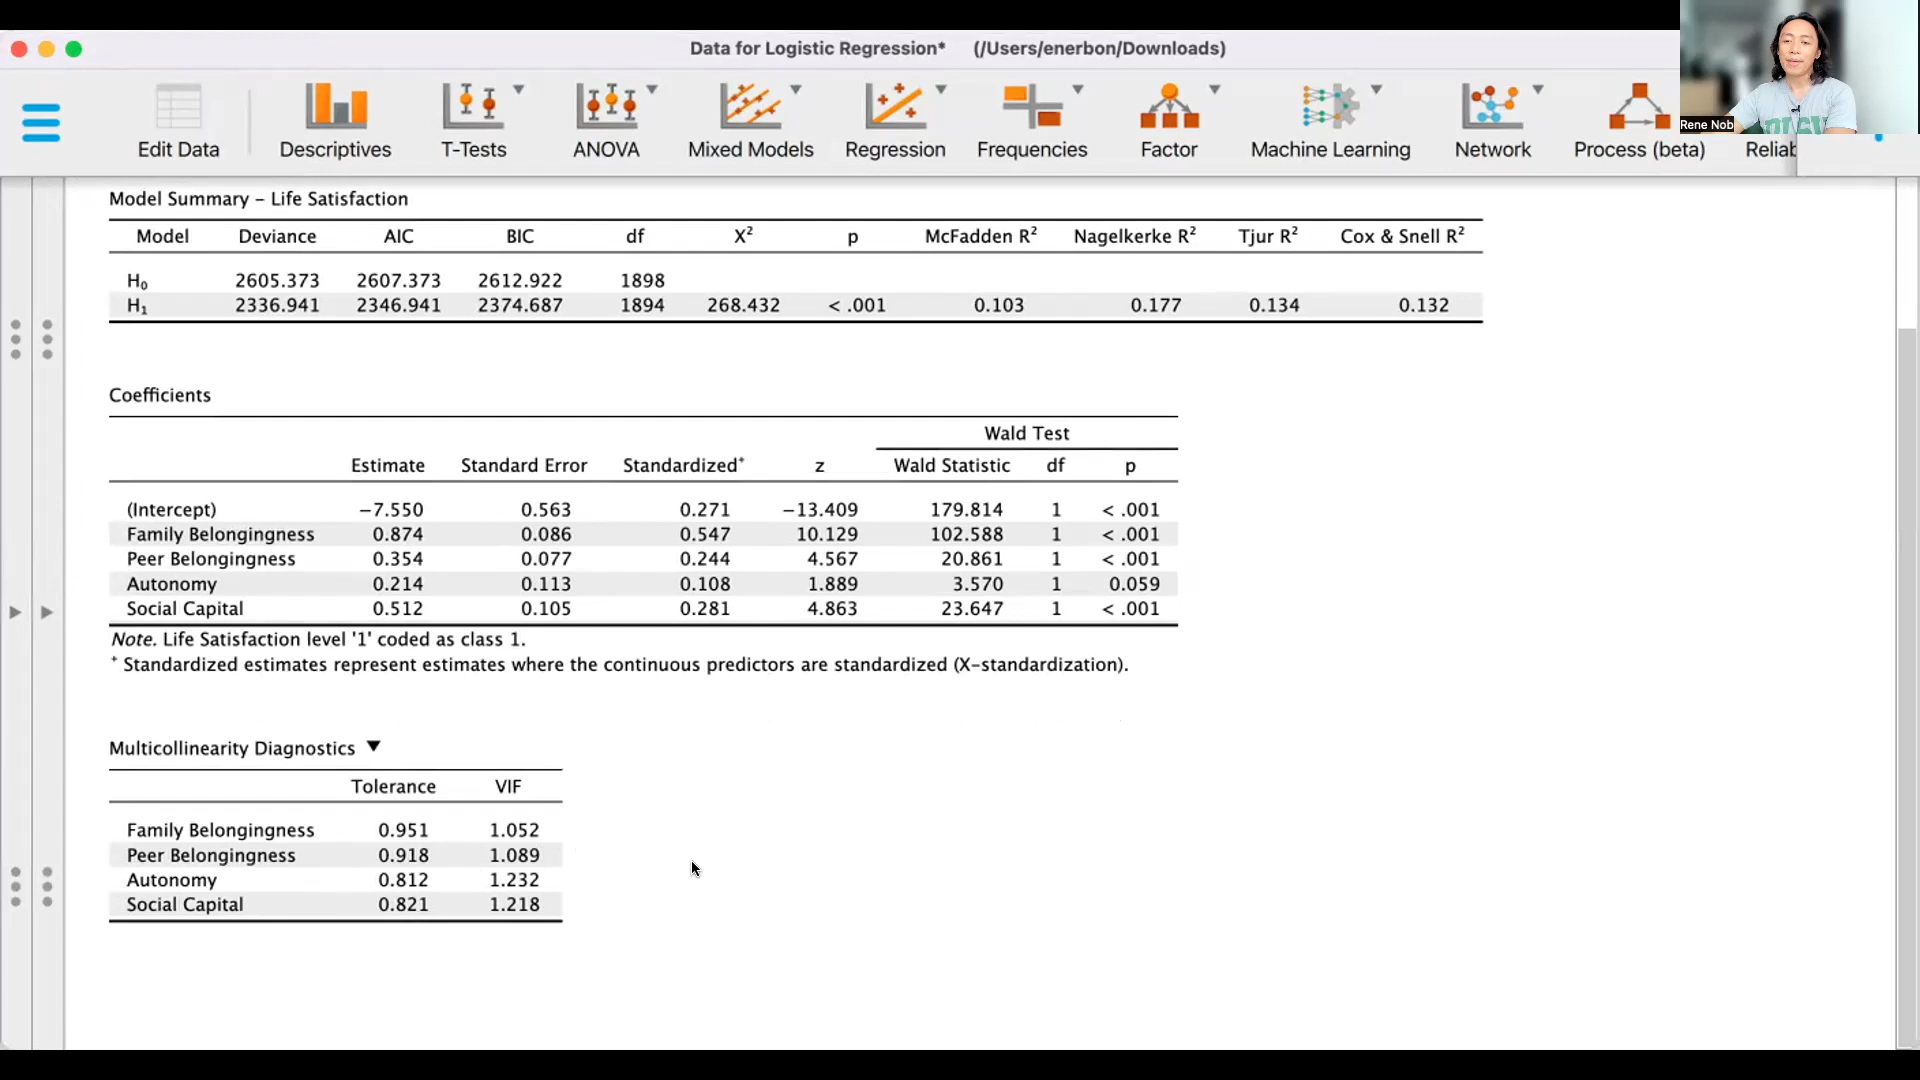 Data for Logistic Regression* (/Users/enerbon/Downloads)
Rene Nob
Edit Data Descriptives T-Tests ANOVA Mixed Models Regression Frequencies Factor Machine Learning Network Process (beta) Reliab
Model Summary – Life Satisfaction
Model Deviance AIC BIC df X² p McFadden R² Nagelkerke R² Tjur R² Cox & Snell R²
H₀ 2605.373 2607.373 2612.922 1898
H₁ 2336.941 2346.941 2374.687 1894 268.432 < .001 0.103 0.177 0.134 0.132
Coefficients
Wald Test
Estimate Standard Error Standardized⁺ z Wald Statistic df p
(Intercept) −7.550 0.563 0.271 −13.409 179.814 1 < .001
Family Belongingness 0.874 0.086 0.547 10.129 102.588 1 < .001
Peer Belongingness 0.354 0.077 0.244 4.567 20.861 1 < .001
Autonomy 0.214 0.113 0.108 1.889 3.570 1 0.059
Social Capital 0.512 0.105 0.281 4.863 23.647 1 < .001
Note. Life Satisfaction level '1' coded as class 1.
⁺ Standardized estimates represent estimates where the continuous predictors are standardized (X-standardization).
Multicollinearity Diagnostics ▼
Tolerance VIF
Family Belongingness 0.951 1.052
Peer Belongingness 0.918 1.089
Autonomy 0.812 1.232
Social Capital 0.821 1.218